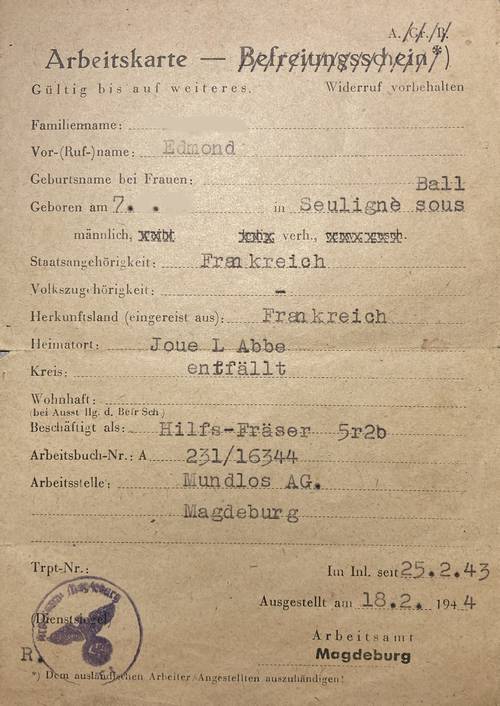 A./Gr./B/
Arbeitskarte — Befreiungsschein*)
Gültig bis auf weiteres. Widerruf vorbehalten
Familienname:
Vor-(Ruf-)name: Edmond
Geburtsname bei Frauen:
Ball
Geboren am 7. . in Seulignè sous
männlich, verh.,
Staatsangehörigkeit: Frankreich
Volkszugehörigkeit: -
Herkunftsland (eingereist aus): Frankreich
Heimatort: Joue L Abbe
Kreis: entfällt
Wohnhaft:
(bei Ausst llg. d. Befr Sch.)
Beschäftigt als: Hilfs-Fräser 5r2b
Arbeitsbuch-Nr.: A 231/16344
Arbeitsstelle: Mundlos AG.
Magdeburg
Trpt-Nr.: Im Inl. seit 25.2.43
(Dienstsiegel) Ausgestellt am 18.2. 1944
Arbeitsamt
R. Magdeburg
*) Dem ausländischen Arbeiter/Angestellten auszuhändigen!